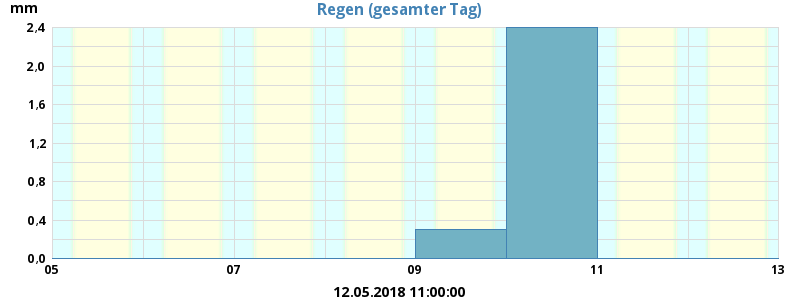 Regen (gesamter Tag)
mm
2,4
2,0
1,6
1,2
0,8
0,4
0,0
05 07 09 11 13
12.05.2018 11:00:00